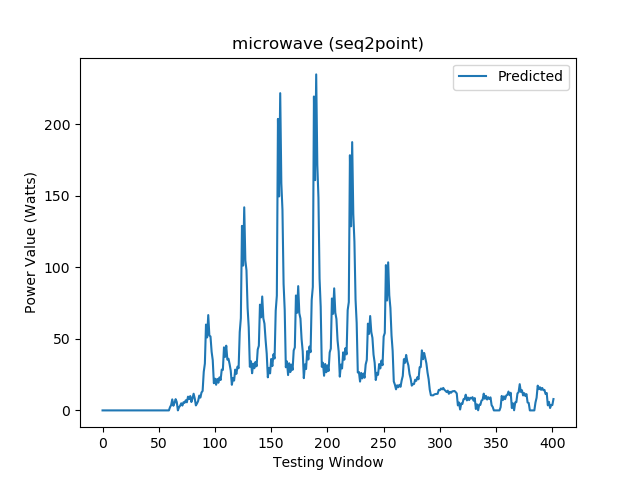 microwave (seq2point)
Predicted
Power Value (Watts)
200
150
100
50
0
0 50 100 150 200 250 300 350 400
Testing Window